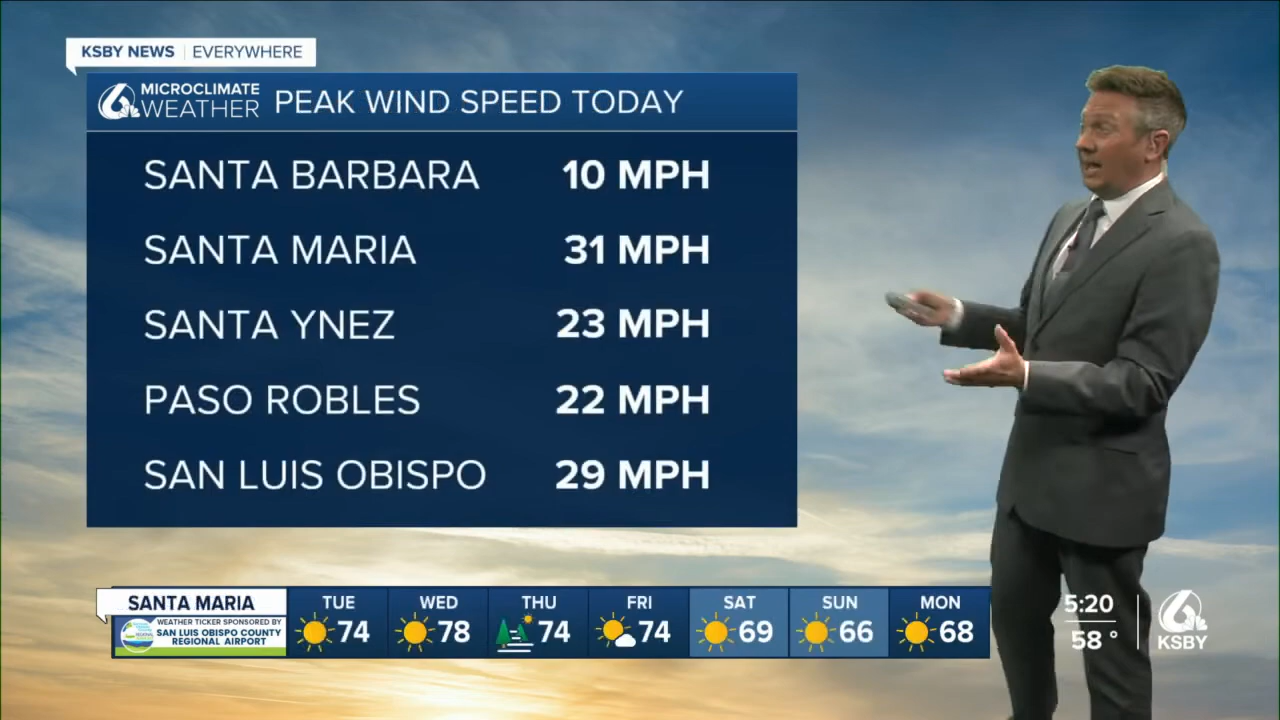 KSBY NEWS | EVERYWHERE
6 MICROCLIMATE WEATHER PEAK WIND SPEED TODAY
SANTA BARBARA 10 MPH
SANTA MARIA 31 MPH
SANTA YNEZ 23 MPH
PASO ROBLES 22 MPH
SAN LUIS OBISPO 29 MPH
SANTA MARIA
WEATHER TICKER SPONSORED BY
SAN LUIS OBISPO COUNTY
REGIONAL AIRPORT
TUE WED THU FRI SAT SUN MON
74 78 74 74 69 66 68
5:20
58 °
6
KSBY